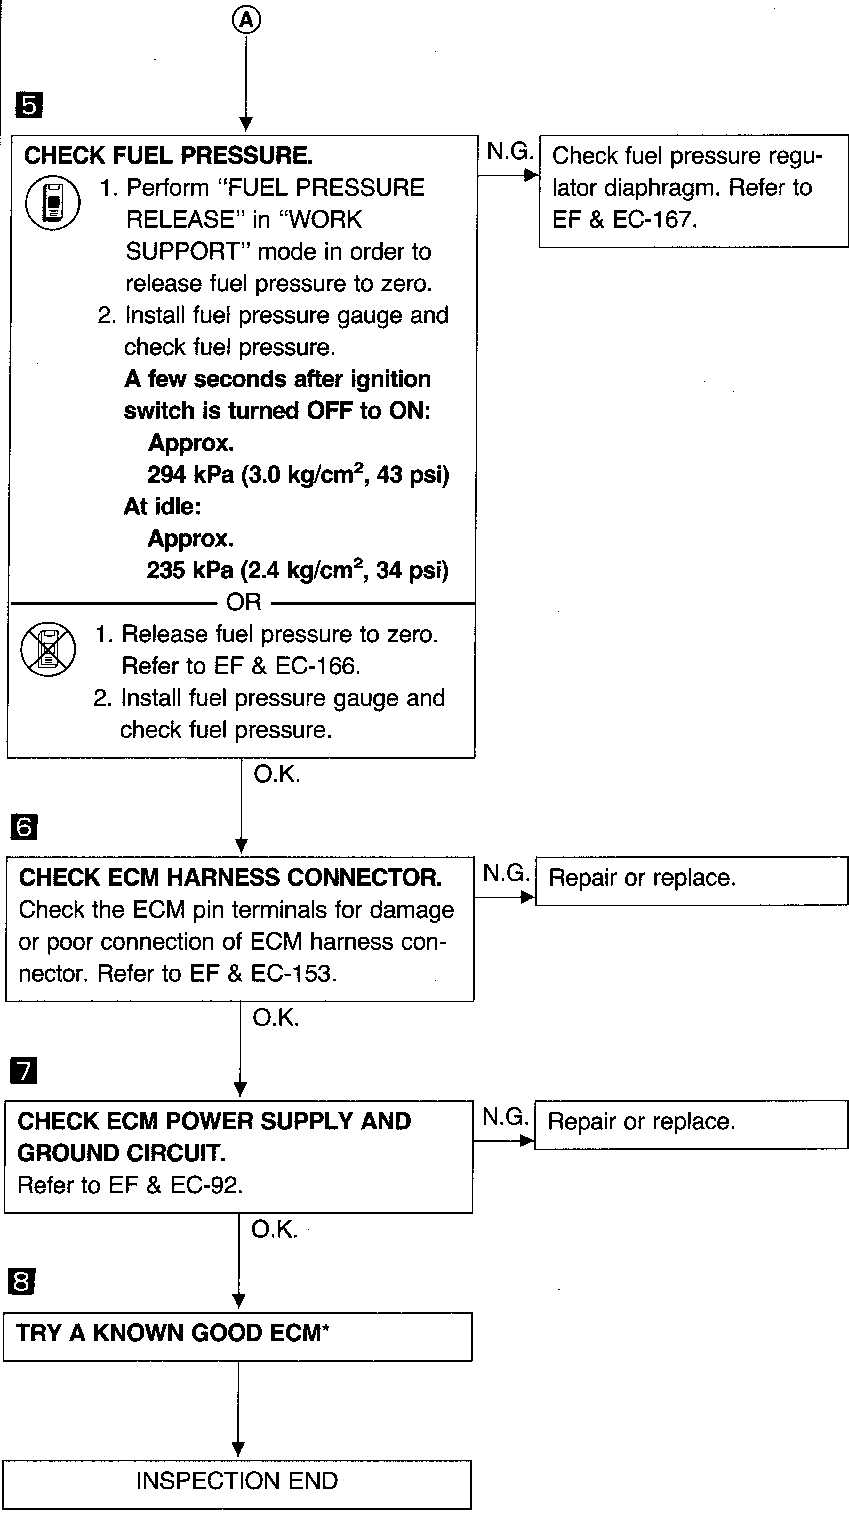 A
5
CHECK FUEL PRESSURE.
1. Perform "FUEL PRESSURE
RELEASE" in "WORK
SUPPORT" mode in order to
release fuel pressure to zero.
2. Install fuel pressure gauge and
check fuel pressure.
A few seconds after ignition
switch is turned OFF to ON:
Approx.
294 kPa (3.0 kg/cm², 43 psi)
At idle:
Approx.
235 kPa (2.4 kg/cm², 34 psi)
OR
1. Release fuel pressure to zero.
Refer to EF & EC-166.
2. Install fuel pressure gauge and
check fuel pressure.
N.G.
Check fuel pressure regu-
lator diaphragm. Refer to
EF & EC-167.
O.K.
6
CHECK ECM HARNESS CONNECTOR.
Check the ECM pin terminals for damage
or poor connection of ECM harness con-
nector. Refer to EF & EC-153.
N.G.
Repair or replace.
O.K.
7
CHECK ECM POWER SUPPLY AND
GROUND CIRCUIT.
Refer to EF & EC-92.
N.G.
Repair or replace.
O.K.
8
TRY A KNOWN GOOD ECM*
INSPECTION END